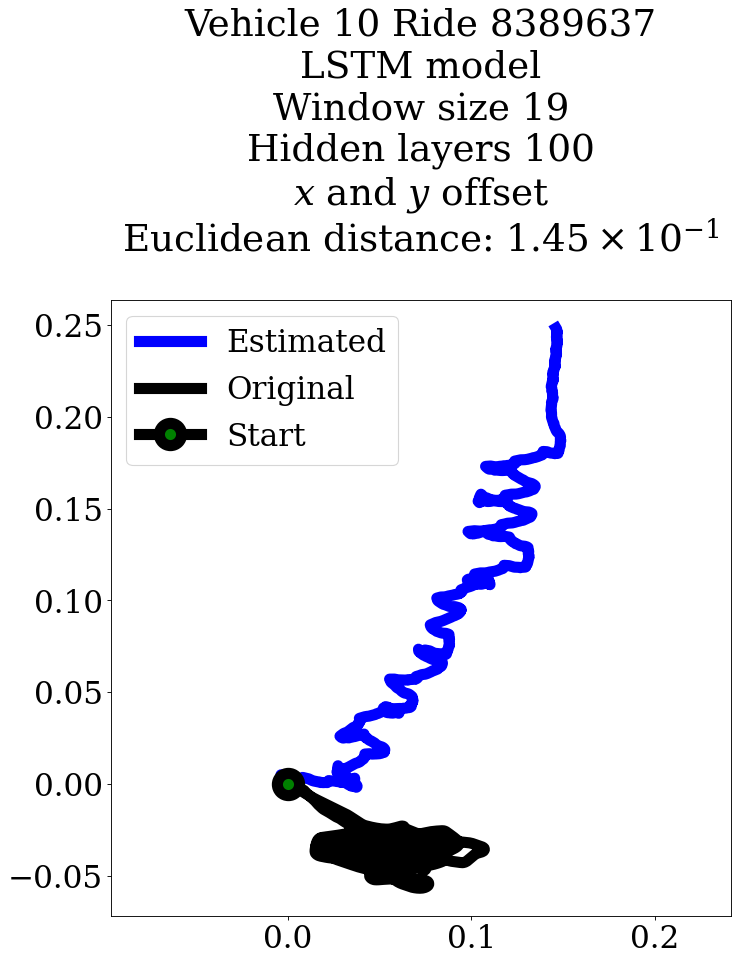 Vehicle 10 Ride 8389637
LSTM model
Window size 19
Hidden layers 100
x and y offset
Euclidean distance: 1.45 × 10⁻¹
Estimated
Original
Start
0.25
0.20
0.15
0.10
0.05
0.00
−0.05
0.0
0.1
0.2